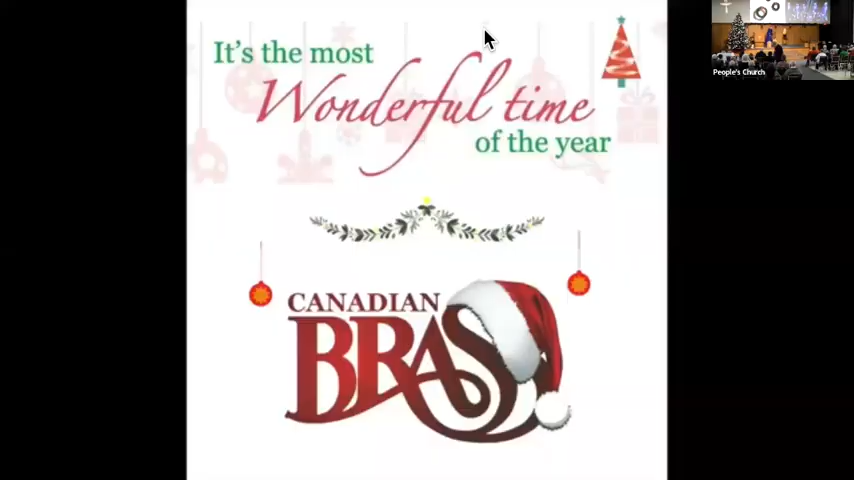 It's the most
Wonderful time
of the year
CANADIAN
BRASS
People's Church